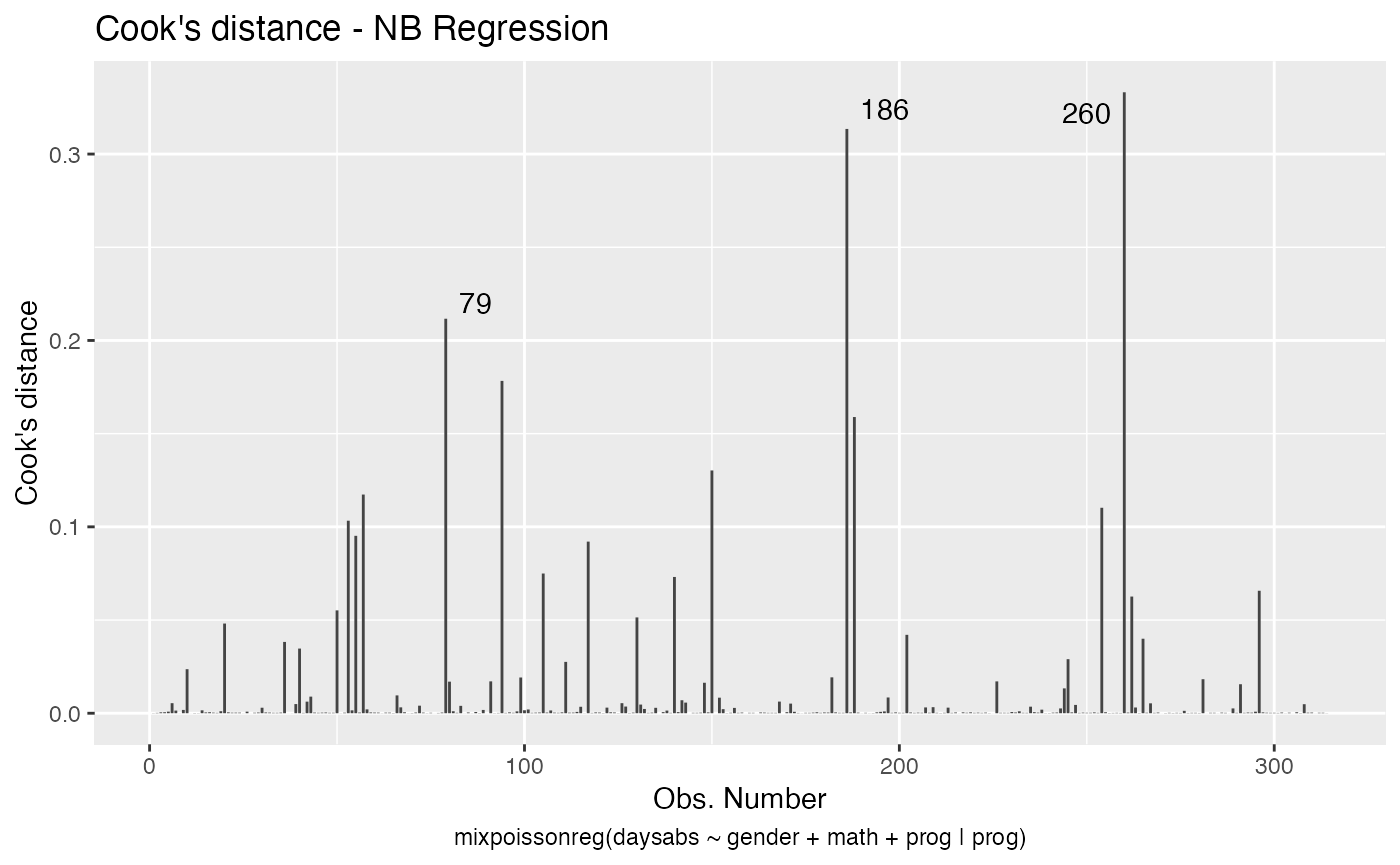 Cook's distance - NB Regression
186
260
79
Cook's distance
0.3
0.2
0.1
0.0
0
100
200
300
Obs. Number
mixpoissonreg(daysabs ~ gender + math + prog | prog)